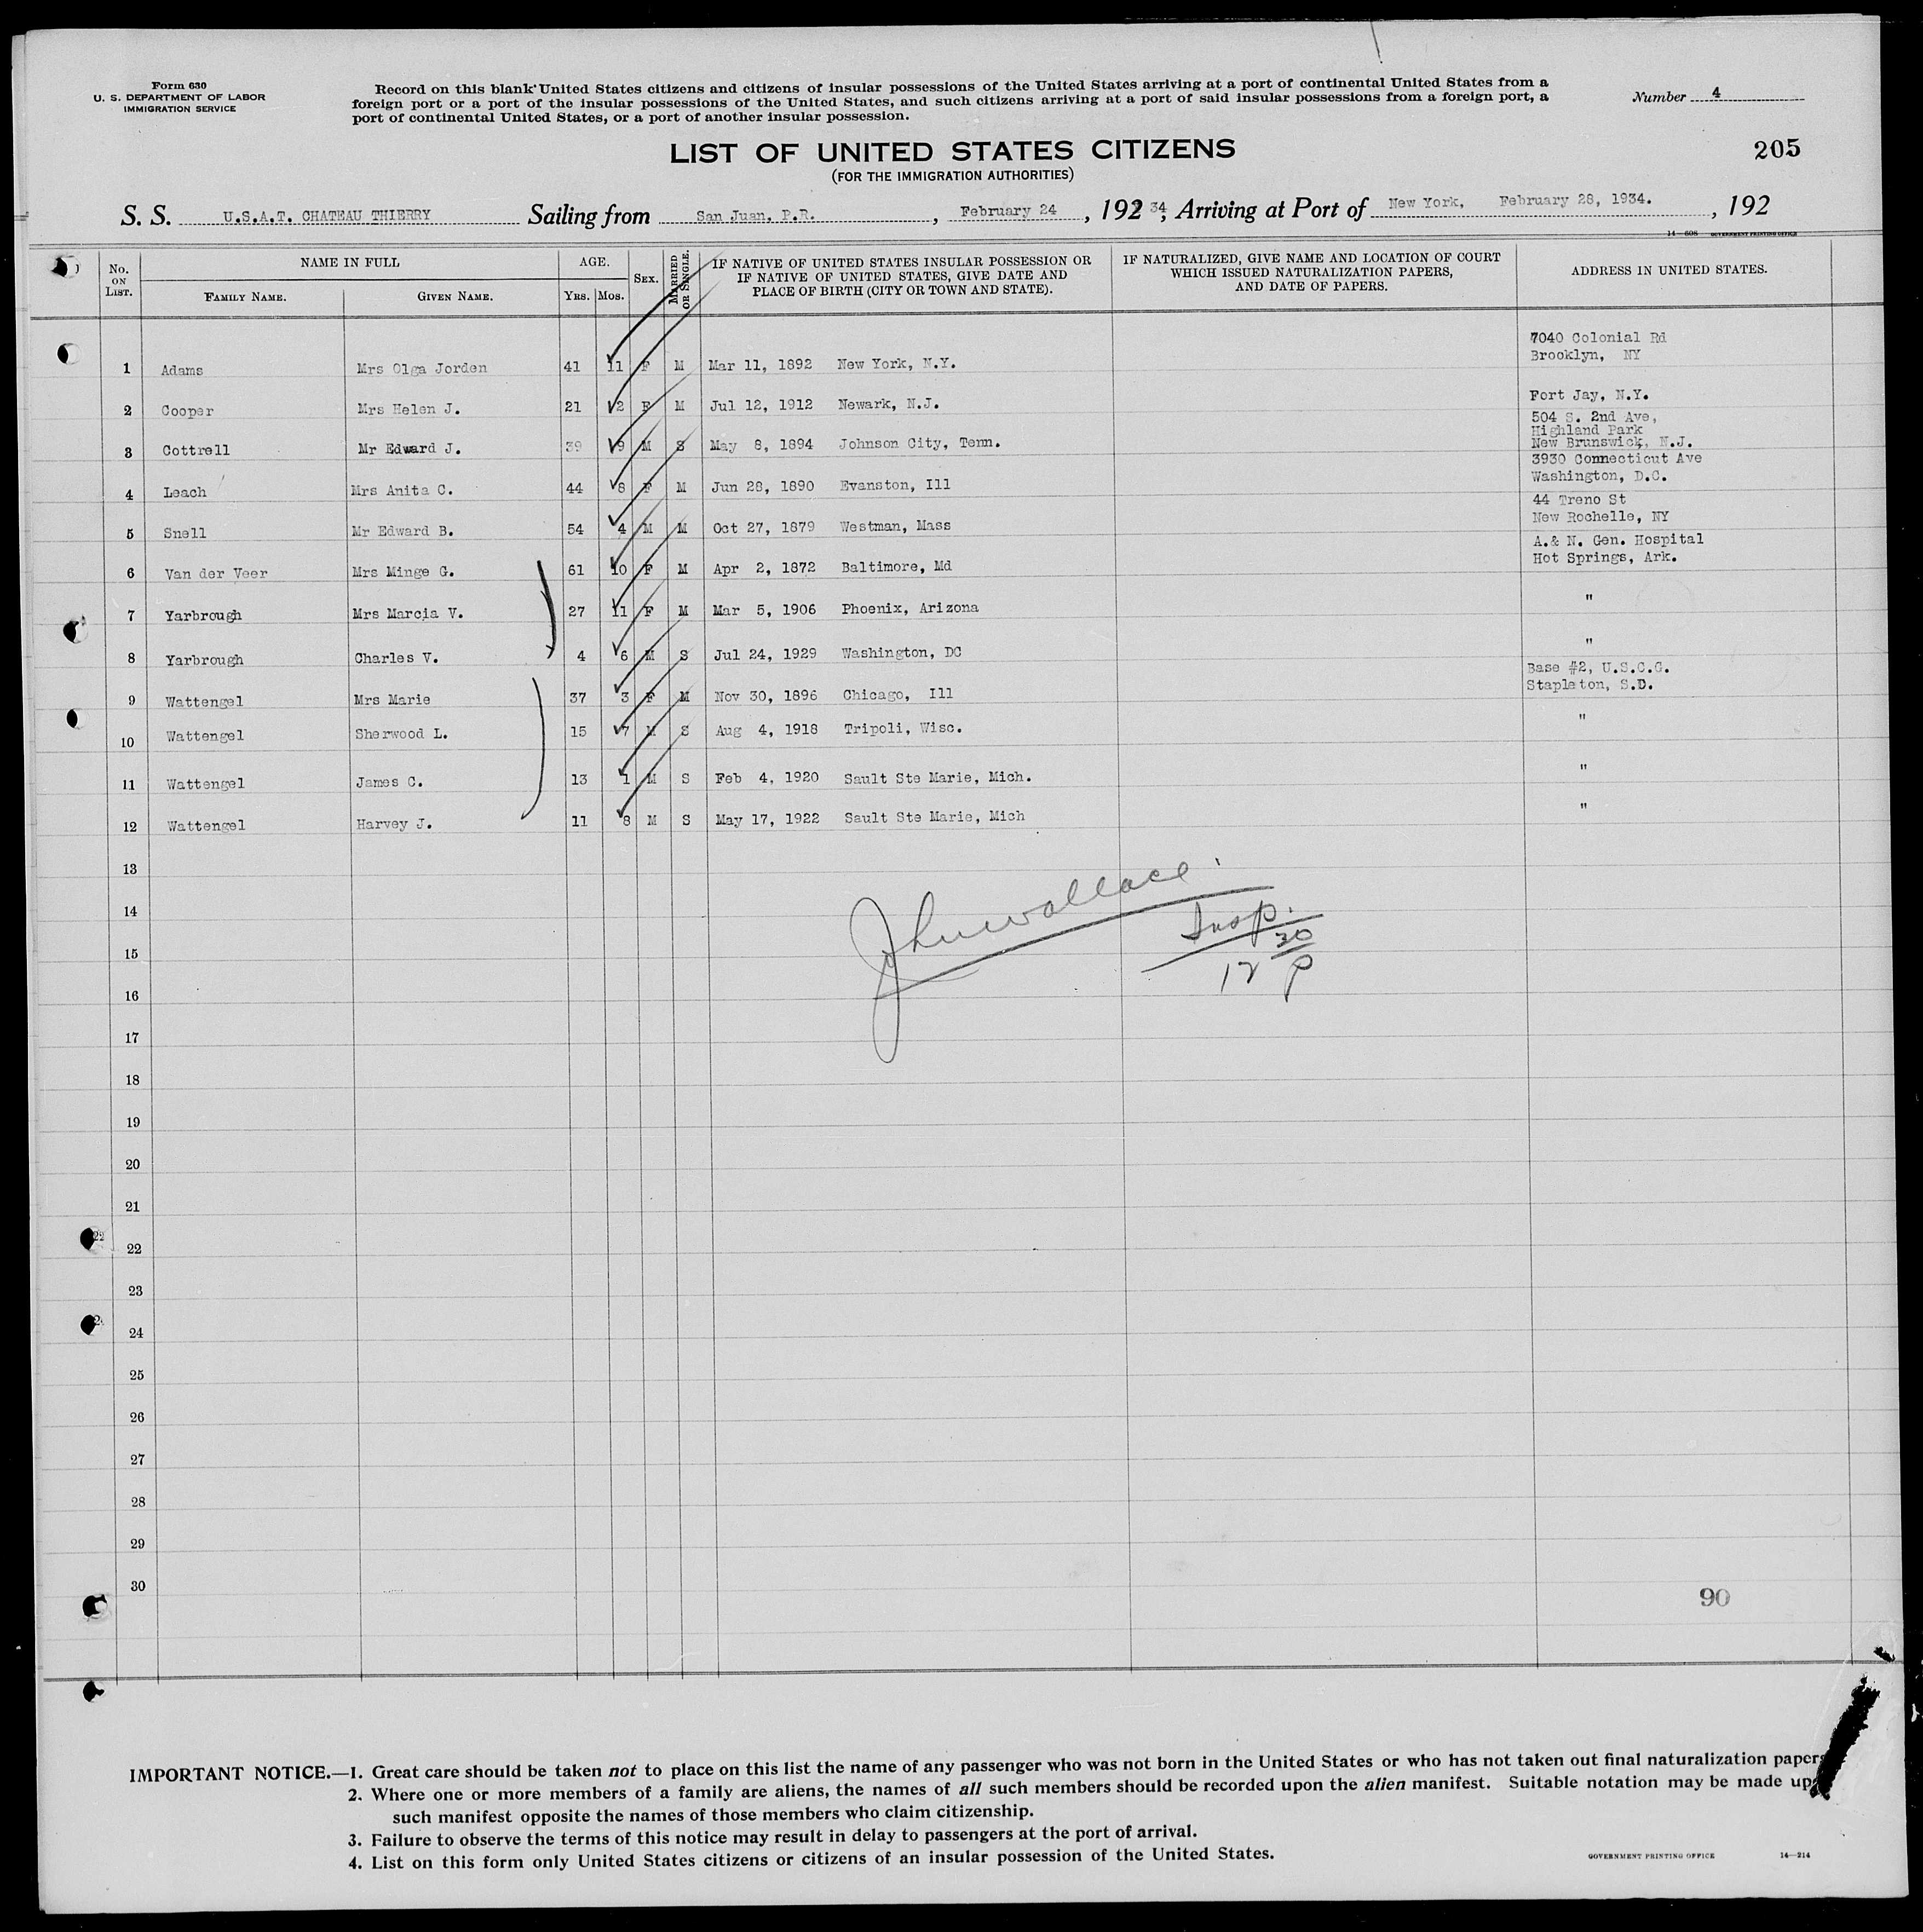 Form 630
U. S. DEPARTMENT OF LABOR
IMMIGRATION SERVICE
Record on this blank United States citizens and citizens of insular possessions of the United States arriving at a port of continental United States from a
foreign port or a port of the insular possessions of the United States, and such citizens arriving at a port of said insular possessions from a foreign port, a
port of continental United States, or a port of another insular possession.
Number 4
205
LIST OF UNITED STATES CITIZENS
(FOR THE IMMIGRATION AUTHORITIES)
S. S. U.S.A.T. CHATEAU THIERRY Sailing from San Juan, P.R. , February 24 , 192 34, Arriving at Port of New York, February 28, 1934. , 192
14—608 GOVERNMENT PRINTING OFFICE
No. ON LIST.
NAME IN FULL
FAMILY NAME.
GIVEN NAME.
AGE.
YRS. MOS.
SEX.
MARRIED OR SINGLE.
IF NATIVE OF UNITED STATES INSULAR POSSESSION OR
IF NATIVE OF UNITED STATES, GIVE DATE AND
PLACE OF BIRTH (CITY OR TOWN AND STATE).
IF NATURALIZED, GIVE NAME AND LOCATION OF COURT
WHICH ISSUED NATURALIZATION PAPERS,
AND DATE OF PAPERS.
ADDRESS IN UNITED STATES.
7040 Colonial Rd
Brooklyn, NY
1 Adams Mrs Olga Jorden 41 11 F M Mar 11, 1892 New York, N.Y.
Fort Jay, N.Y.
2 Cooper Mrs Helen J. 21 2 F M Jul 12, 1912 Newark, N.J.
504 S. 2nd Ave,
Highland Park
New Brunswick, N.J.
3 Cottrell Mr Edward J. 39 9 M S May 8, 1894 Johnson City, Tenn.
3930 Connecticut Ave
Washington, D.C.
4 Leach Mrs Anita C. 44 8 F M Jun 28, 1890 Evanston, Ill
44 Treno St
New Rochelle, NY
5 Snell Mr Edward B. 54 4 M M Oct 27, 1879 Westman, Mass
A.& N. Gen. Hospital
Hot Springs, Ark.
6 Van der Veer Mrs Minge G. 61 10 F M Apr 2, 1872 Baltimore, Md
7 Yarbrough Mrs Marcia V. 27 11 F M Mar 5, 1906 Phoenix, Arizona "
8 Yarbrough Charles V. 4 6 M S Jul 24, 1929 Washington, DC "
Base #2, U.S.C.G.
Stapleton, S.D.
9 Wattengel Mrs Marie 37 3 F M Nov 30, 1896 Chicago, Ill
10 Wattengel Sherwood L. 15 7 M S Aug 4, 1918 Tripoli, Wisc. "
11 Wattengel James C. 13 1 M S Feb 4, 1920 Sault Ste Marie, Mich. "
12 Wattengel Harvey J. 11 8 M S May 17, 1922 Sault Ste Marie, Mich "
13
14
15
16
17
18
19
20
21
22
23
24
25
26
27
28
29
30
Jhnwallace
Insp.
12 30 P
90
IMPORTANT NOTICE.—1. Great care should be taken not to place on this list the name of any passenger who was not born in the United States or who has not taken out final naturalization papers
2. Where one or more members of a family are aliens, the names of all such members should be recorded upon the alien manifest. Suitable notation may be made up
such manifest opposite the names of those members who claim citizenship.
3. Failure to observe the terms of this notice may result in delay to passengers at the port of arrival.
4. List on this form only United States citizens or citizens of an insular possession of the United States.
GOVERNMENT PRINTING OFFICE 14—214